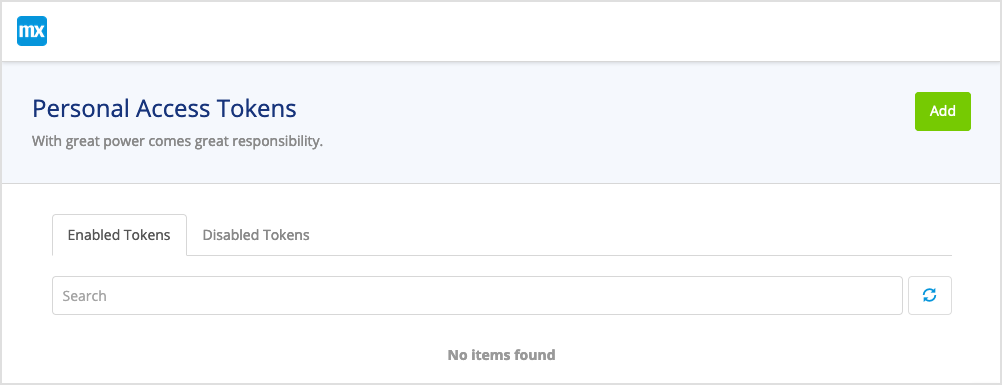 mx
Personal Access Tokens
Add
With great power comes great responsibility.
Enabled Tokens Disabled Tokens
Search
No items found